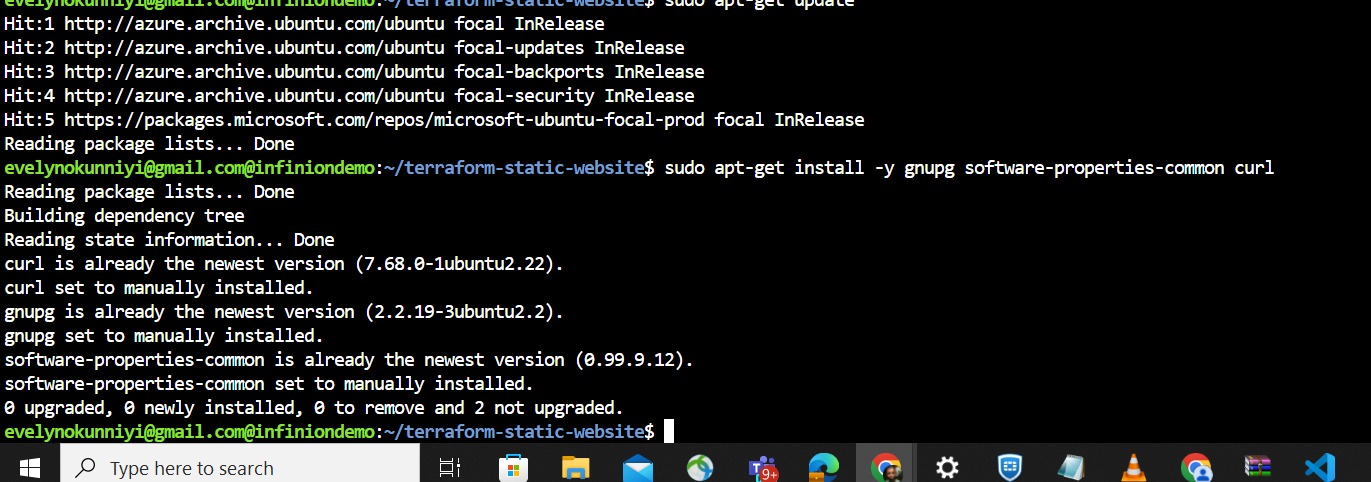 evelynokunniyi@gmail.com@infiniondemo:~/terraform-static-website$ sudo apt-get update
Hit:1 http://azure.archive.ubuntu.com/ubuntu focal InRelease
Hit:2 http://azure.archive.ubuntu.com/ubuntu focal-updates InRelease
Hit:3 http://azure.archive.ubuntu.com/ubuntu focal-backports InRelease
Hit:4 http://azure.archive.ubuntu.com/ubuntu focal-security InRelease
Hit:5 https://packages.microsoft.com/repos/microsoft-ubuntu-focal-prod focal InRelease
Reading package lists... Done
evelynokunniyi@gmail.com@infiniondemo:~/terraform-static-website$ sudo apt-get install -y gnupg software-properties-common curl
Reading package lists... Done
Building dependency tree
Reading state information... Done
curl is already the newest version (7.68.0-1ubuntu2.22).
curl set to manually installed.
gnupg is already the newest version (2.2.19-3ubuntu2.2).
gnupg set to manually installed.
software-properties-common is already the newest version (0.99.9.12).
software-properties-common set to manually installed.
0 upgraded, 0 newly installed, 0 to remove and 2 not upgraded.
evelynokunniyi@gmail.com@infiniondemo:~/terraform-static-website$
Type here to search
9+